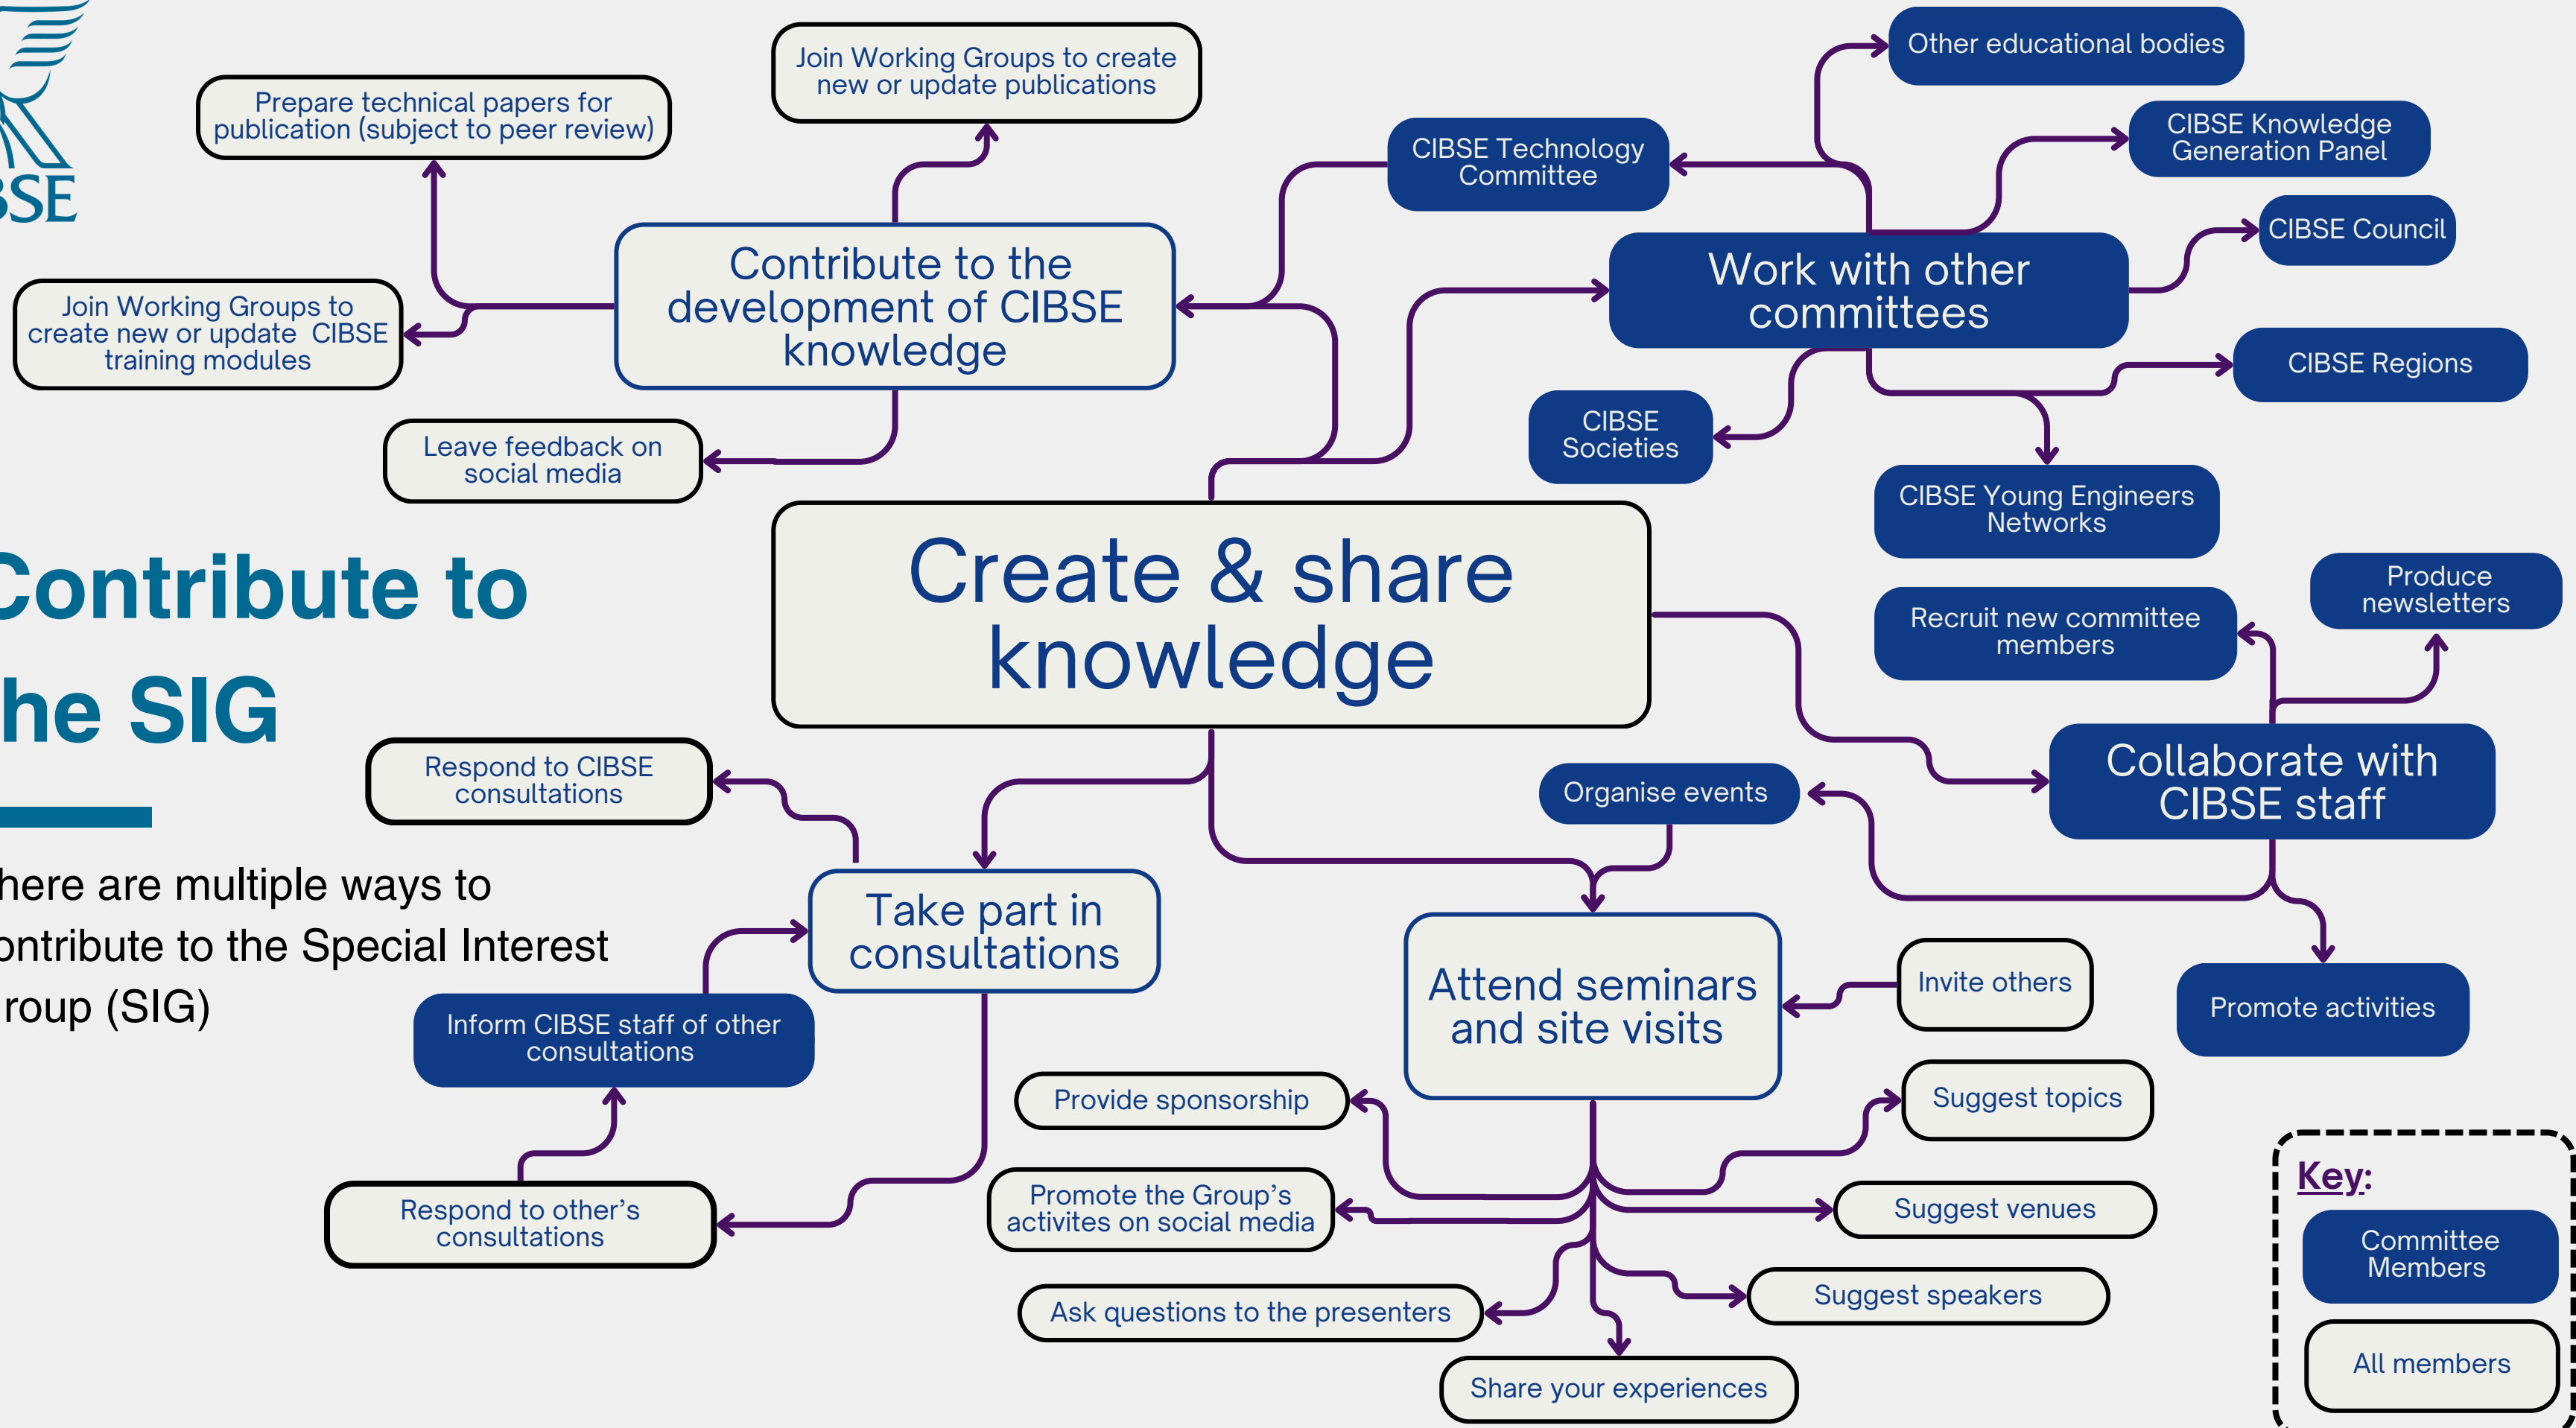 BSE
Prepare technical papers for
publication (subject to peer review)
Join Working Groups to create
new or update publications
Other educational bodies
CIBSE Technology
Committee
CIBSE Knowledge
Generation Panel
CIBSE Council
Join Working Groups to
create new or update CIBSE
training modules
Contribute to the
development of CIBSE
knowledge
Work with other
committees
CIBSE Regions
Leave feedback on
social media
CIBSE
Societies
CIBSE Young Engineers
Networks
Contribute to
he SIG
here are multiple ways to
ontribute to the Special Interest
roup (SIG)
Create & share
knowledge
Recruit new committee
members
Produce
newsletters
Respond to CIBSE
consultations
Organise events
Collaborate with
CIBSE staff
Take part in
consultations
Attend seminars
and site visits
Invite others
Promote activities
Inform CIBSE staff of other
consultations
Provide sponsorship
Suggest topics
Respond to other's
consultations
Promote the Group's
activites on social media
Suggest venues
Ask questions to the presenters
Suggest speakers
Share your experiences
Key:
Committee
Members
All members